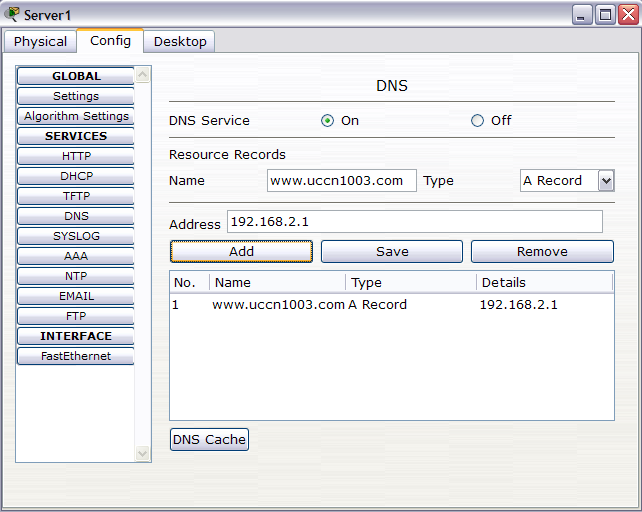 Server1
Physical Config Desktop
GLOBAL
Settings
Algorithm Settings
SERVICES
HTTP
DHCP
TFTP
DNS
SYSLOG
AAA
NTP
EMAIL
FTP
INTERFACE
FastEthernet
DNS
DNS Service On Off
Resource Records
Name www.uccn1003.com Type A Record
Address 192.168.2.1
Add Save Remove
No. Name Type Details
1 www.uccn1003.com A Record 192.168.2.1
DNS Cache